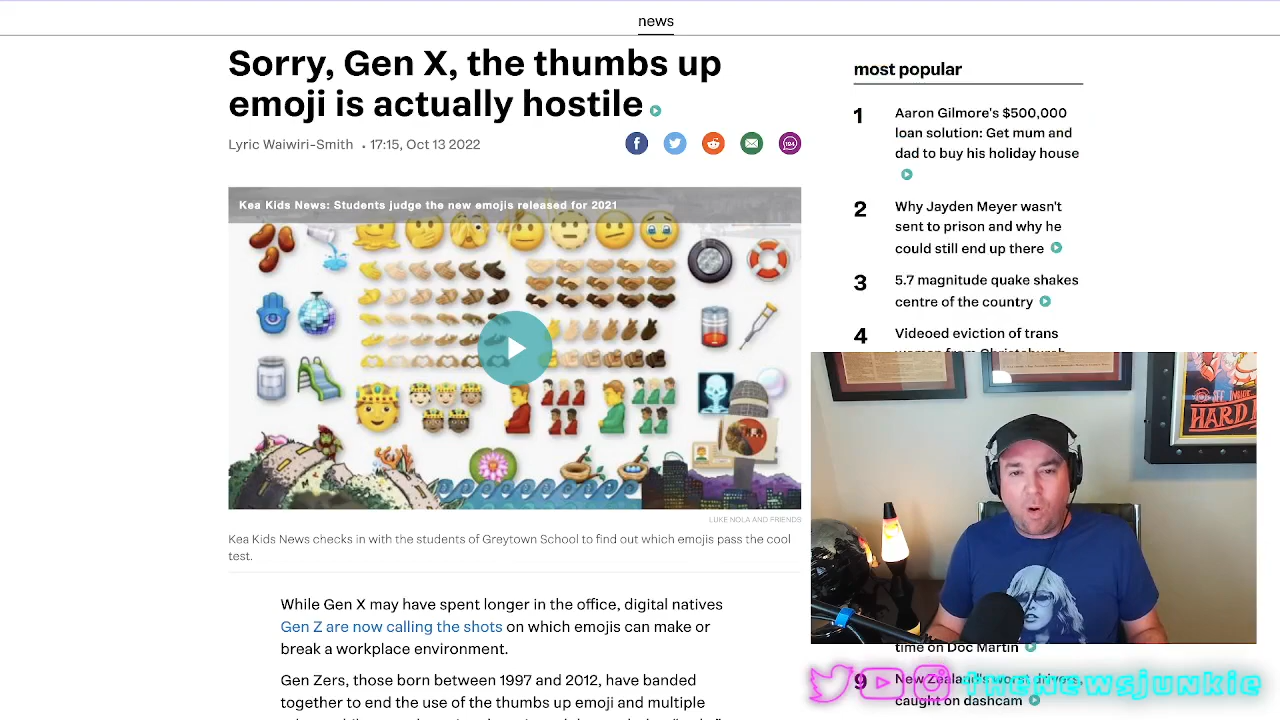 news
Sorry, Gen X, the thumbs up
emoji is actually hostile
Lyric Waiwiri-Smith • 17:15, Oct 13 2022
194
Kea Kids News: Students judge the new emojis released for 2021
LUKE NOLA AND FRIENDS
Kea Kids News checks in with the students of Greytown School to find out which emojis pass the cool
test.
While Gen X may have spent longer in the office, digital natives
Gen Z are now calling the shots on which emojis can make or
break a workplace environment.
Gen Zers, those born between 1997 and 2012, have banded
together to end the use of the thumbs up emoji and multiple
most popular
1 Aaron Gilmore's $500,000
loan solution: Get mum and
dad to buy his holiday house
2 Why Jayden Meyer wasn't
sent to prison and why he
could still end up there
3 5.7 magnitude quake shakes
centre of the country
4 Videoed eviction of trans
HARD
time on Doc Martin
9 New Zealand's worst drivers,
caught on dashcam
thenewsjunkie